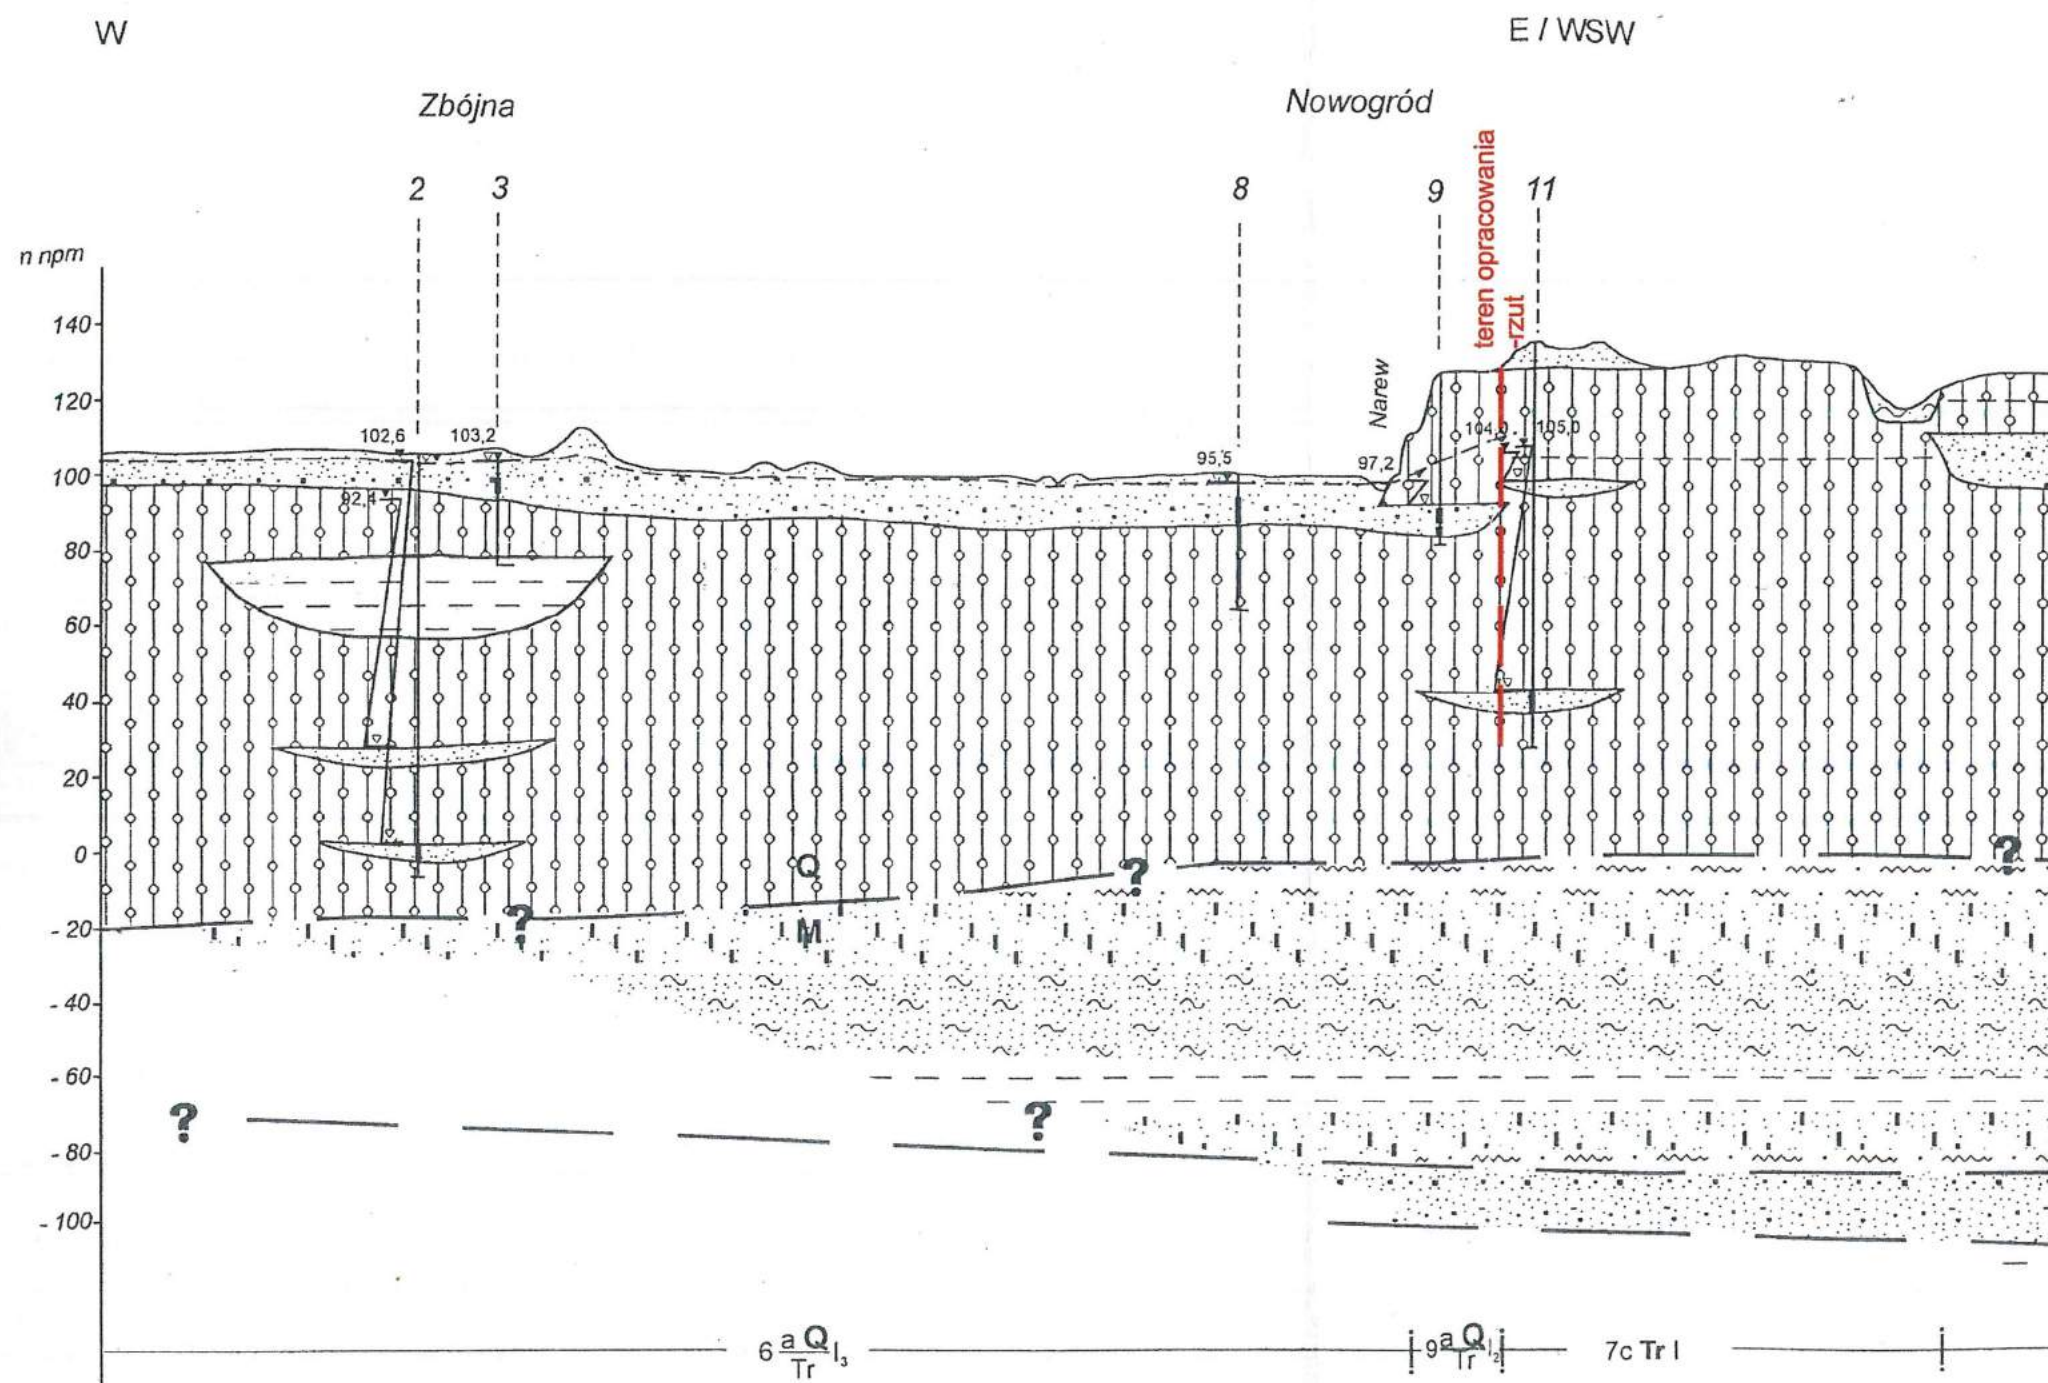 W
E / WSW
Zbójna
Nowogród
teren opracowania
-rzut
2
3
8
9
11
n npm
140
120
100
80
60
40
20
0
- 20
- 40
- 60
- 80
- 100
Narew
102,6
103,2
92,4
95,5
97,2
104,0
105,0
Q
M
?
?
?
?
?
6 a Q
Tr I₃
9 a Q
Tr I₂
7c Tr I